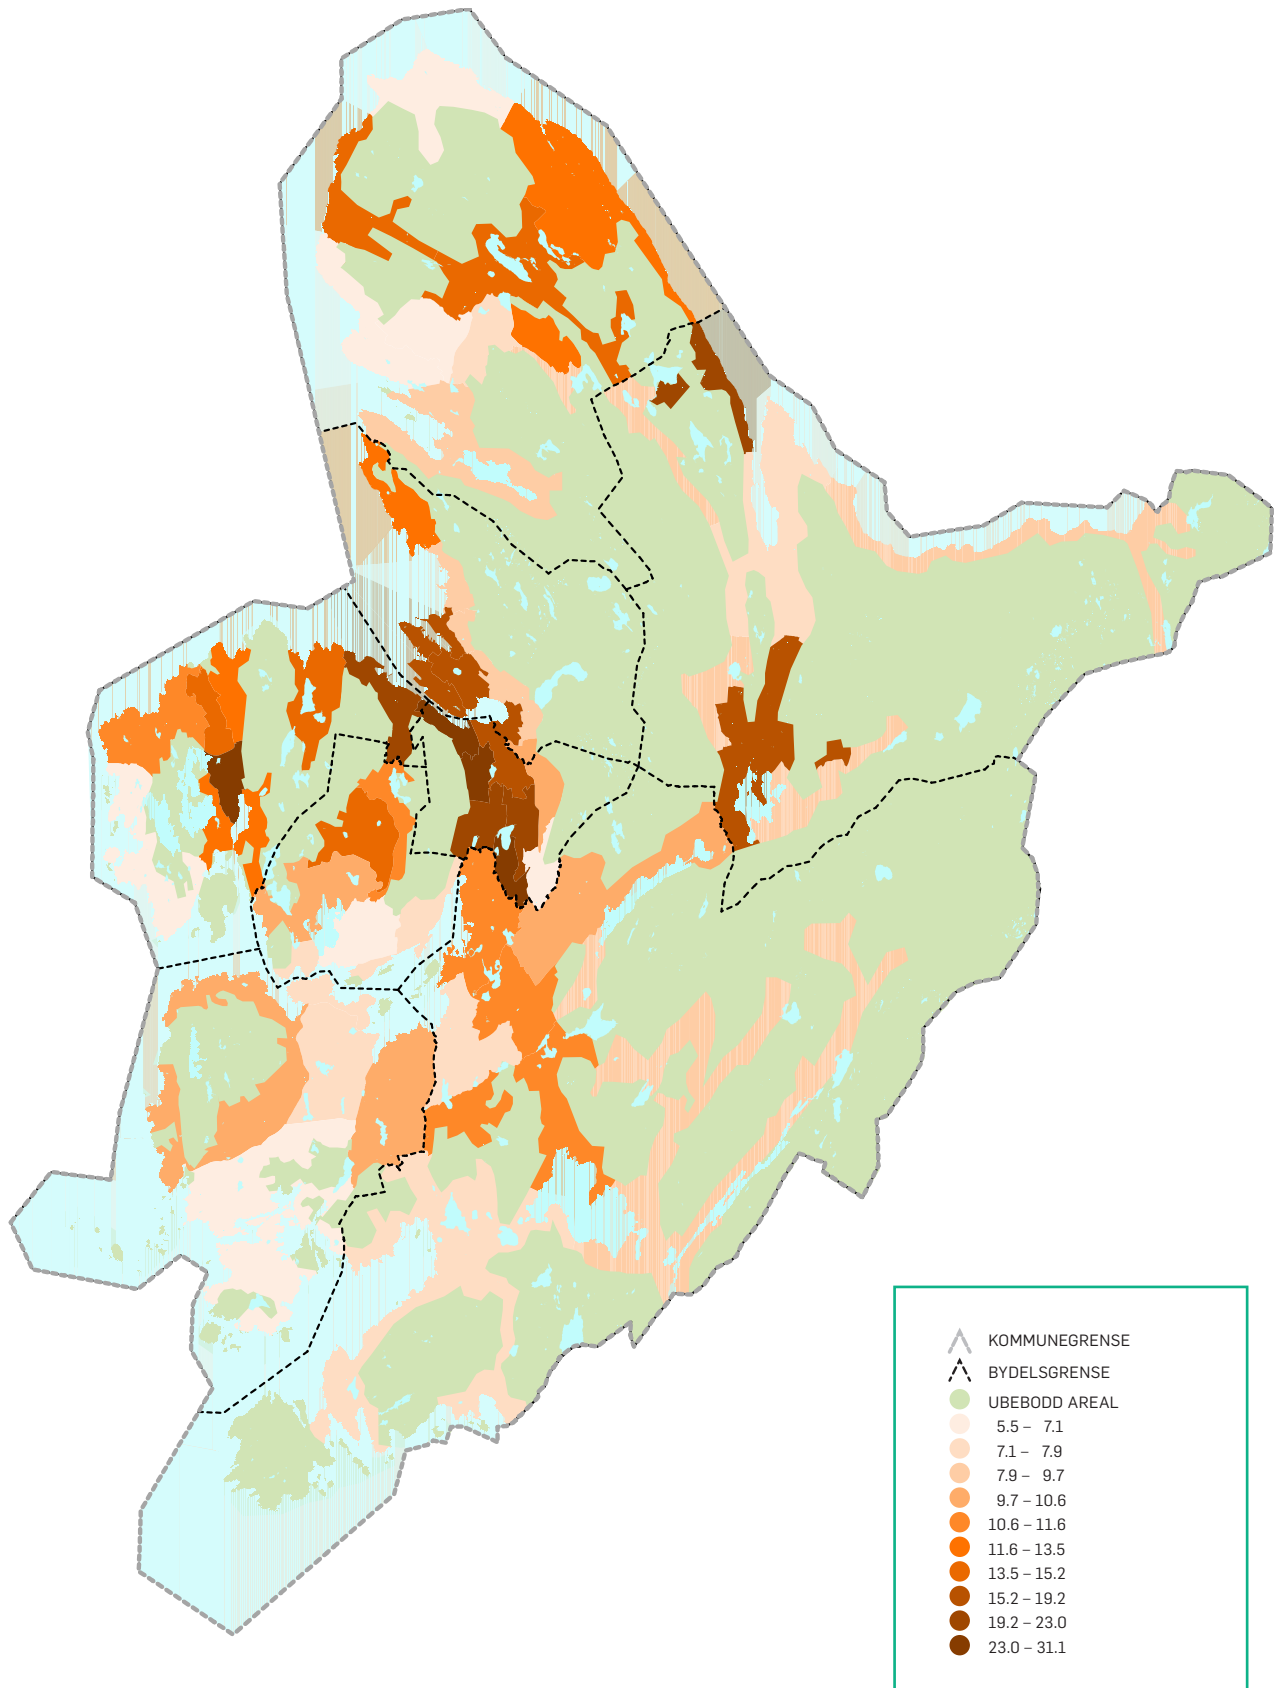 KOMMUNEGRENSE
BYDELSGRENSE
UBEBODD AREAL
5.5 – 7.1
7.1 – 7.9
7.9 – 9.7
9.7 – 10.6
10.6 – 11.6
11.6 – 13.5
13.5 – 15.2
15.2 – 19.2
19.2 – 23.0
23.0 – 31.1